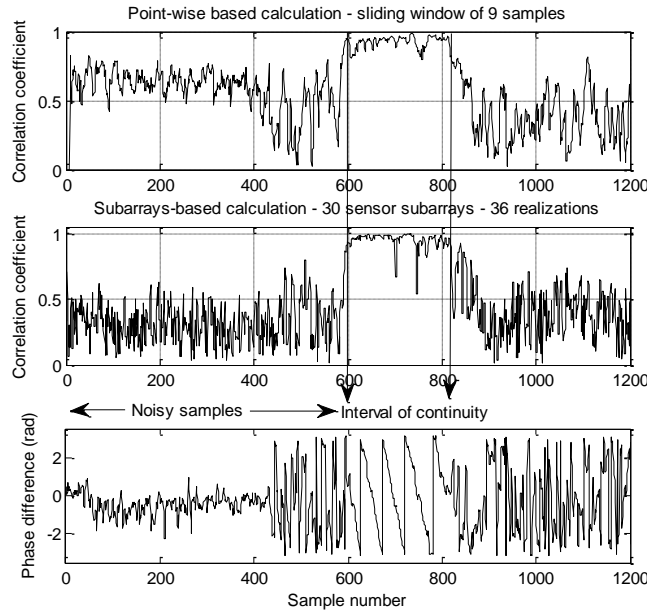 Point-wise based calculation - sliding window of 9 samples
Correlation coefficient
1
0.5
0
0 200 400 600 800 1000 1200
Subarrays-based calculation - 30 sensor subarrays - 36 realizations
Correlation coefficient
1
0.5
0
0 200 400 600 800 1000 1200
Noisy samples
Interval of continuity
Phase difference (rad)
2
0
-2
0 200 400 600 800 1000 1200
Sample number